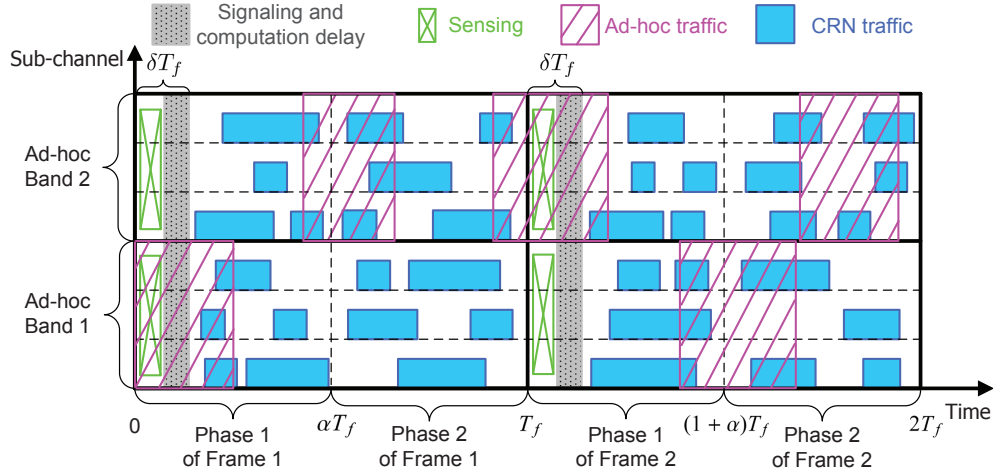 Signaling and
computation delay
Sensing
Ad-hoc traffic
CRN traffic
Sub-channel
δT_f
δT_f
Ad-hoc
Band 2
Ad-hoc
Band 1
0
αT_f
T_f
(1 + α)T_f
2T_f
Time
Phase 1
of Frame 1
Phase 2
of Frame 1
Phase 1
of Frame 2
Phase 2
of Frame 2